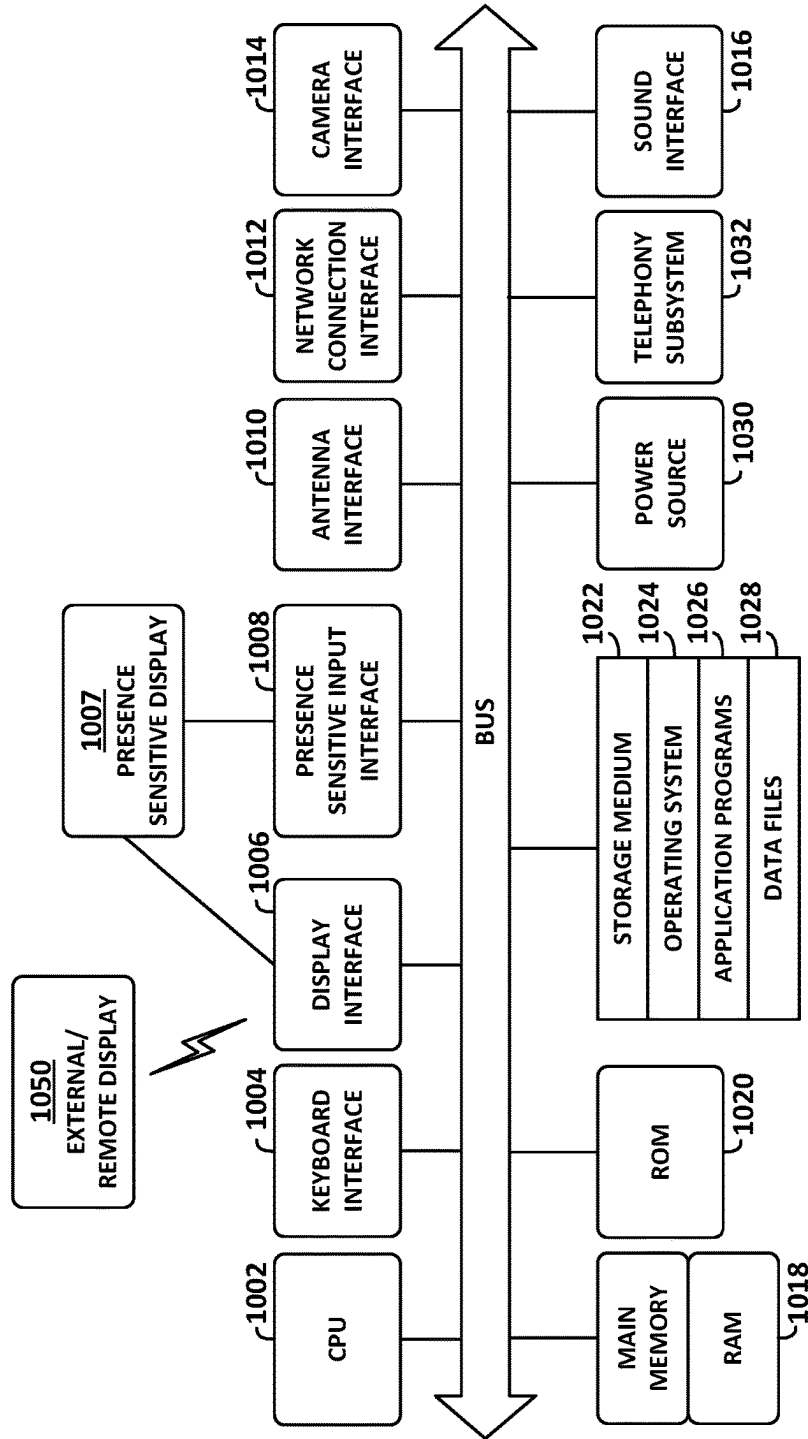 1050
EXTERNAL/
REMOTE DISPLAY
1007
PRESENCE
SENSITIVE DISPLAY
1002
CPU
1004
KEYBOARD
INTERFACE
1006
DISPLAY
INTERFACE
1008
PRESENCE
SENSITIVE INPUT
INTERFACE
1010
ANTENNA
INTERFACE
1012
NETWORK
CONNECTION
INTERFACE
1014
CAMERA
INTERFACE
BUS
MAIN
MEMORY
RAM
1018
ROM
1020
STORAGE MEDIUM
1022
OPERATING SYSTEM
1024
APPLICATION PROGRAMS
1026
DATA FILES
1028
POWER
SOURCE
1030
TELEPHONY
SUBSYSTEM
1032
SOUND
INTERFACE
1016